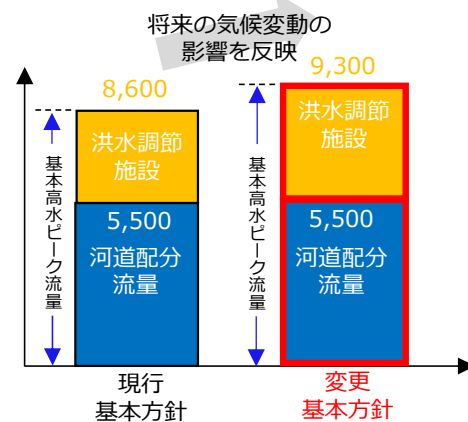 将来の気候変動の
影響を反映
8,600
洪水調節
施設
5,500
河道配分
流量
基本高水ピーク流量
現行
基本方針
9,300
洪水調節
施設
5,500
河道配分
流量
基本高水ピーク流量
変更
基本方針